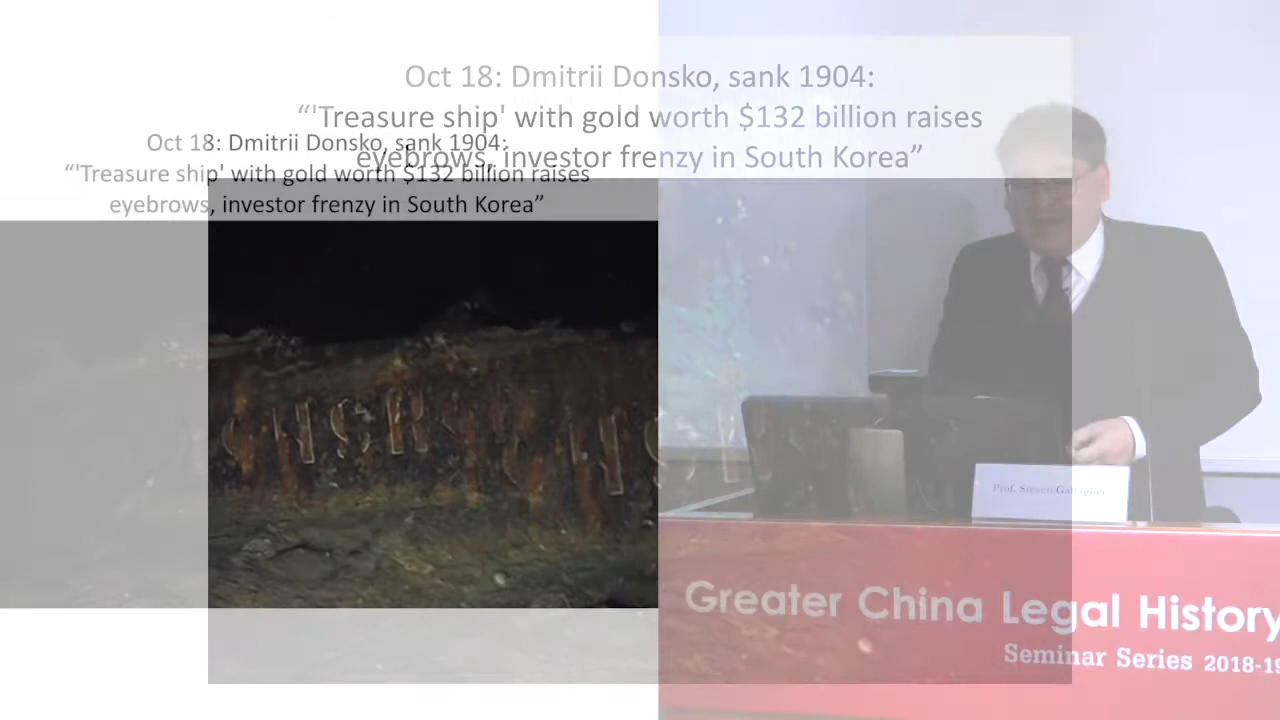 Oct 18: Dmitrii Donsko, sank 1904:
“'Treasure ship' with gold worth $132 billion raises
eyebrows, investor frenzy in South Korea”
Oct 18: Dmitrii Donsko, sank 1904:
“'Treasure ship' with gold worth $132 billion raises
eyebrows, investor frenzy in South Korea”
Prof. Steven Gallagher
Greater China Legal History
Seminar Series 2018-19